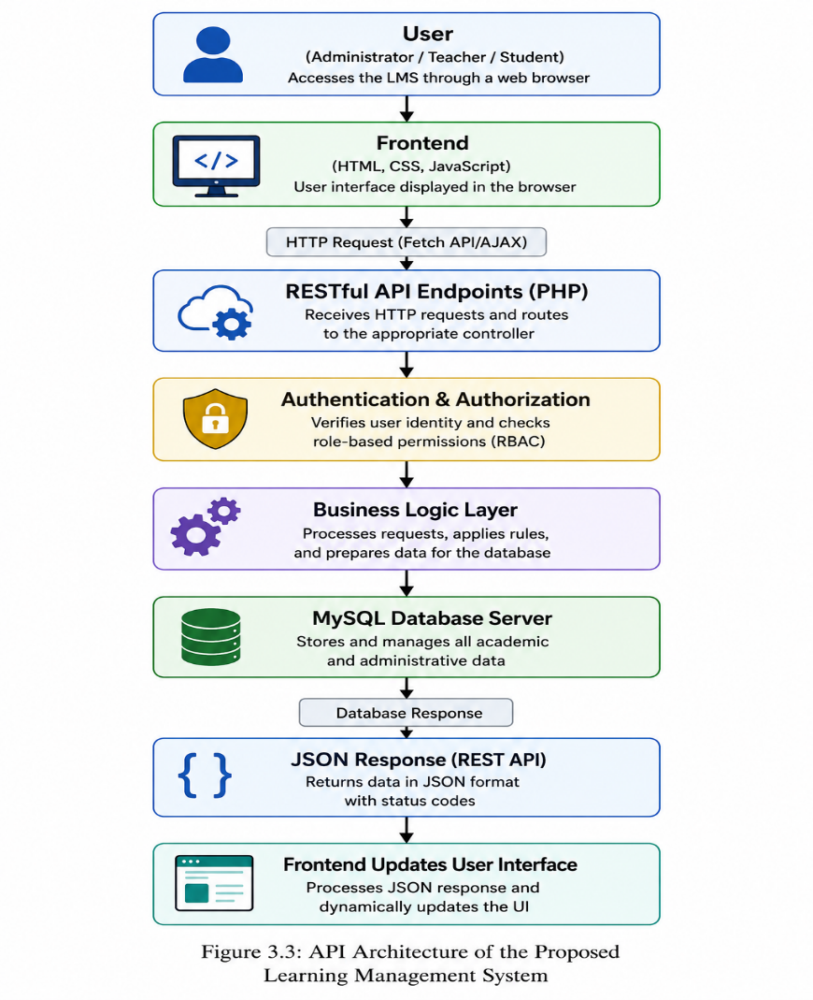 User
(Administrator / Teacher / Student)
Accesses the LMS through a web browser
</>
Frontend
(HTML, CSS, JavaScript)
User interface displayed in the browser
HTTP Request (Fetch API/AJAX)
RESTful API Endpoints (PHP)
Receives HTTP requests and routes
to the appropriate controller
Authentication & Authorization
Verifies user identity and checks
role-based permissions (RBAC)
Business Logic Layer
Processes requests, applies rules,
and prepares data for the database
MySQL Database Server
Stores and manages all academic
and administrative data
Database Response
{ }
JSON Response (REST API)
Returns data in JSON format
with status codes
Frontend Updates User Interface
Processes JSON response and
dynamically updates the UI
Figure 3.3: API Architecture of the Proposed
Learning Management System